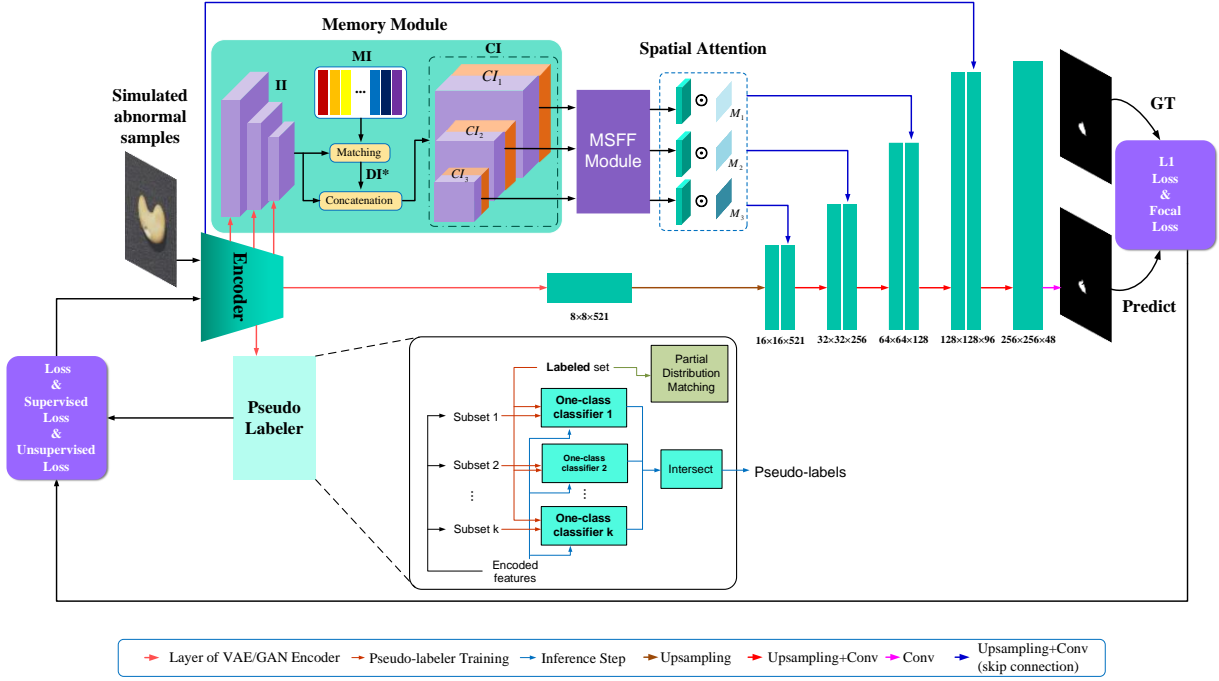 Memory Module
Simulated
abnormal
samples
II
MI
...
Matching
DI*
Concatenation
CI
CI1
CI2
CI3
MSFF
Module
Spatial Attention
M1
M2
M3
GT
L1
Loss
&
Focal
Loss
Predict
Encoder
8×8×521
16×16×521
32×32×256
64×64×128
128×128×96
256×256×48
Loss
&
Supervised
Loss
&
Unsupervised
Loss
Pseudo
Labeler
Labeled set
Partial
Distribution
Matching
Subset 1
One-class
classifier 1
Subset 2
One-class
classifier 2
...
...
Subset k
One-class
classifier k
Encoded
features
Intersect
Pseudo-labels
Layer of VAE/GAN Encoder
Pseudo-labeler Training
Inference Step
Upsampling
Upsampling+Conv
Conv
Upsampling+Conv
(skip connection)